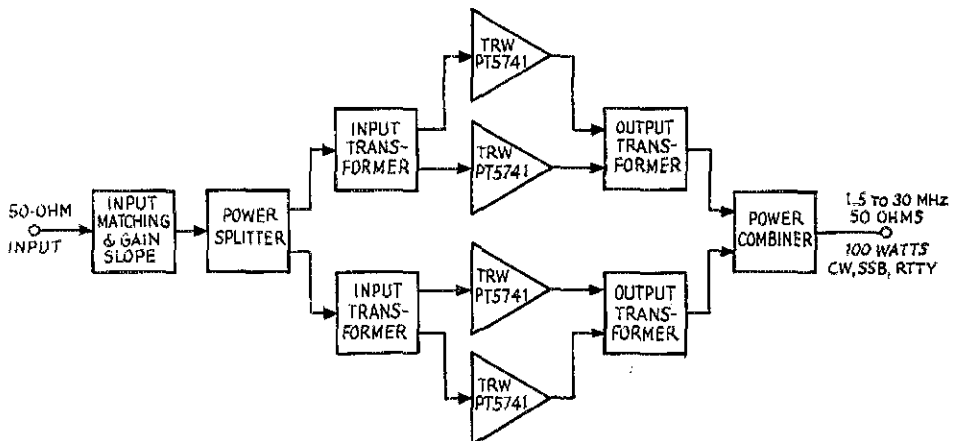 50-OHM
INPUT
INPUT
MATCHING
& GAIN
SLOPE
POWER
SPLITTER
INPUT
TRANS-
FORMER
INPUT
TRANS-
FORMER
TRW
PT5741
TRW
PT5741
TRW
PT5741
TRW
PT5741
OUTPUT
TRANS-
FORMER
OUTPUT
TRANS-
FORMER
POWER
COMBINER
1.5 TO 30 MHz
50 OHMS
100 WATTS
CW, SSB, RTTY